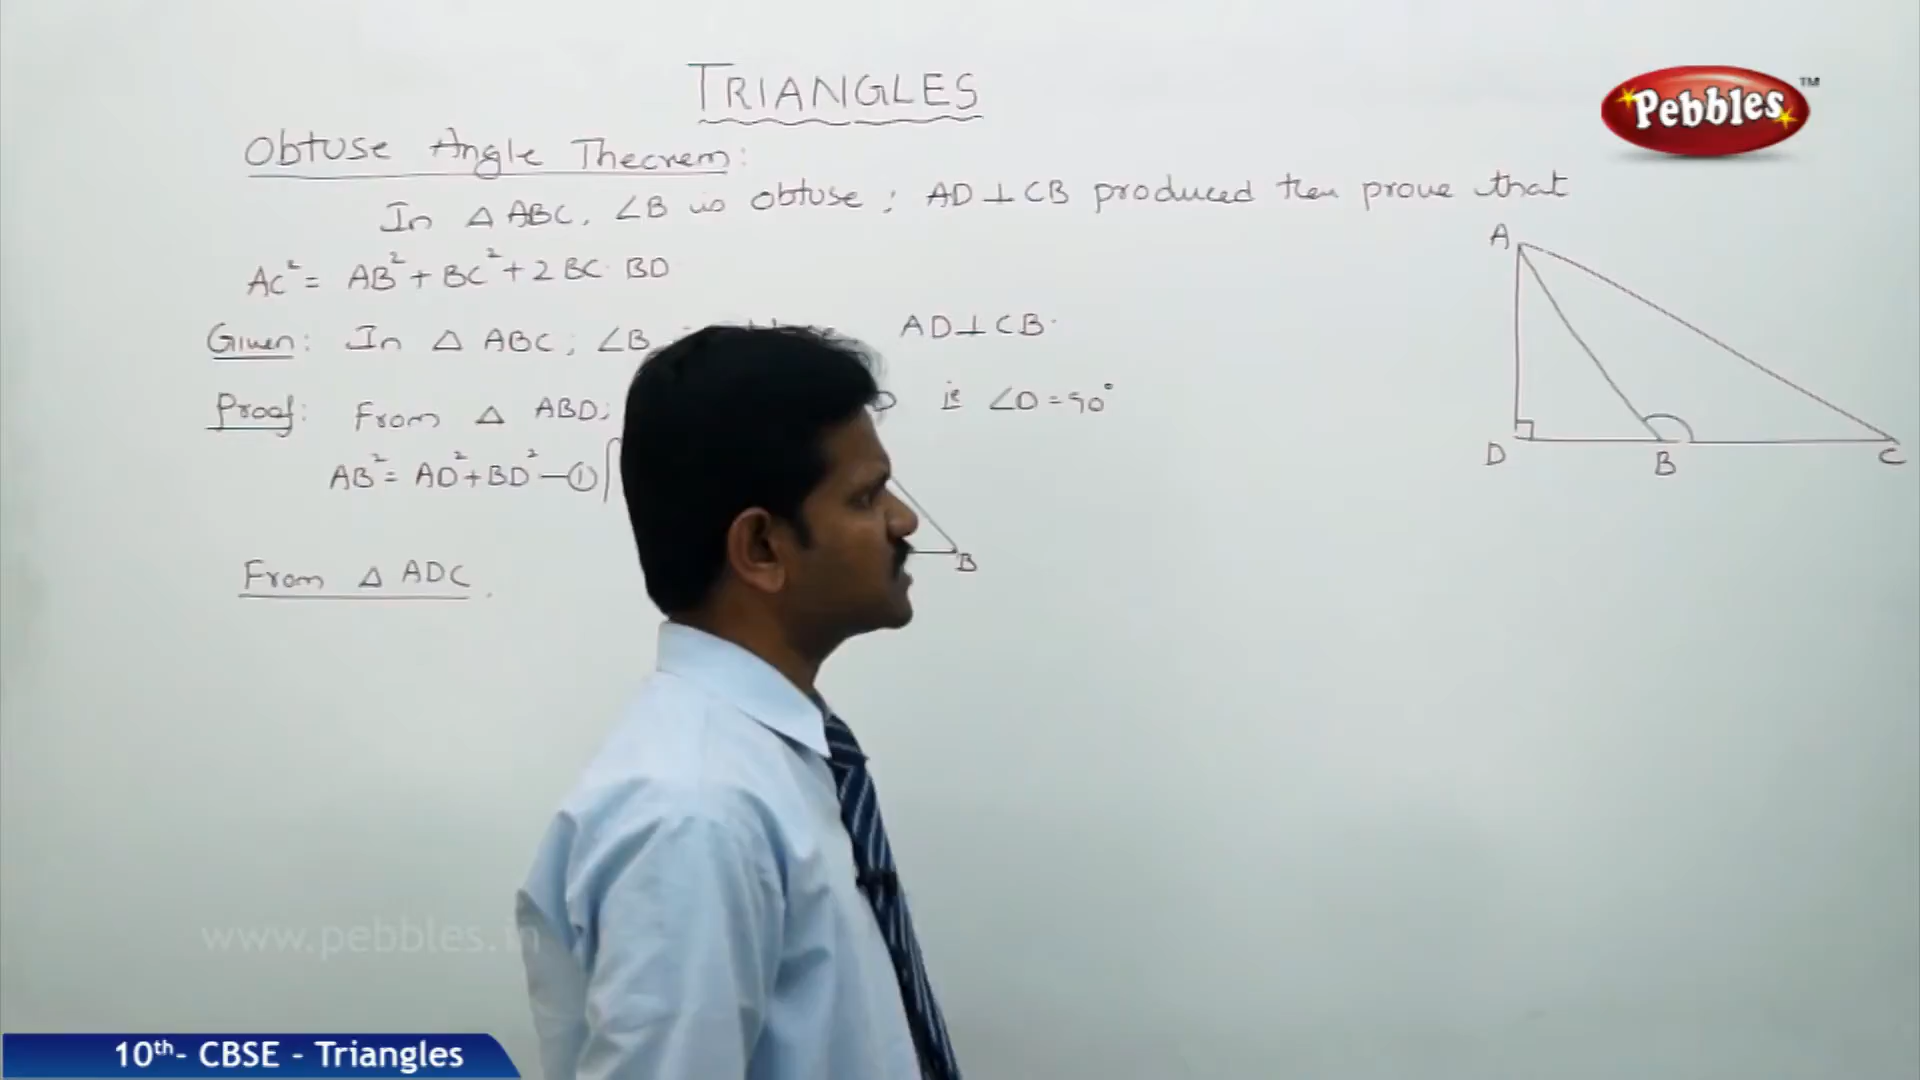 TRIANGLES
Pebbles™
Obtuse Angle Theorem:
In △ ABC, ∠B is obtuse; AD⊥CB produced then prove that
AC² = AB² + BC² + 2 BC. BD
Given: In △ ABC; ∠B AD⊥CB.
Proof: From △ ABD; D ie ∠D = 90°
AB² = AD² + BD² — ①
B
From △ ADC.
A
D B C
www.pebbles.in
10th- CBSE - Triangles